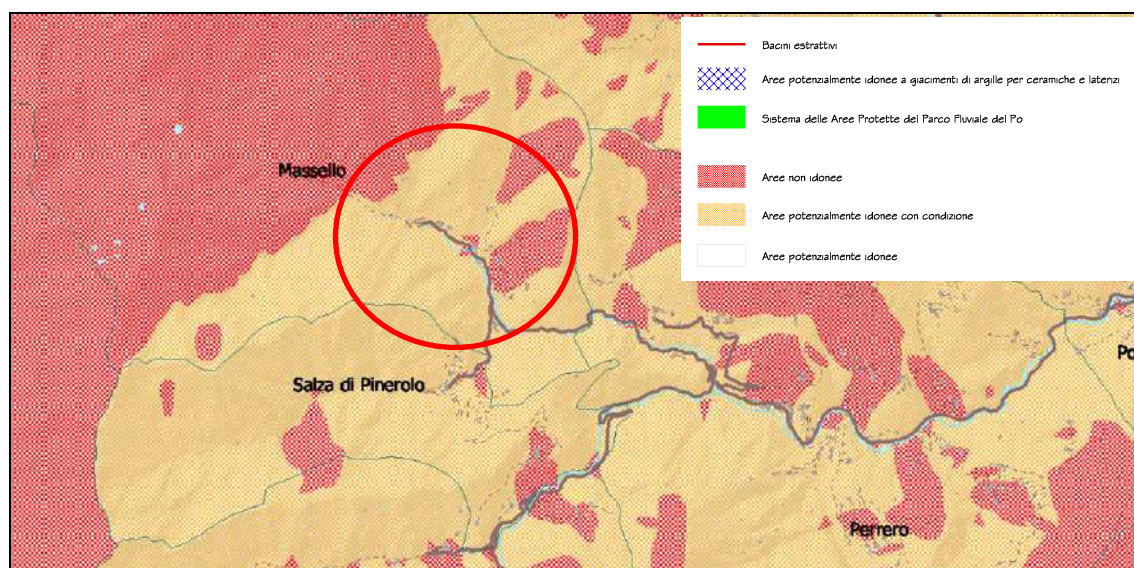 Bacini estrattivi
Aree potenzialmente idonee a giacimenti di argille per ceramiche e laterizi
Sistema delle Aree Protette del Parco Fluviale del Po
Aree non idonee
Aree potenzialmente idonee con condizione
Aree potenzialmente idonee
Massello
Salza di Pinerolo
Po
Perrero